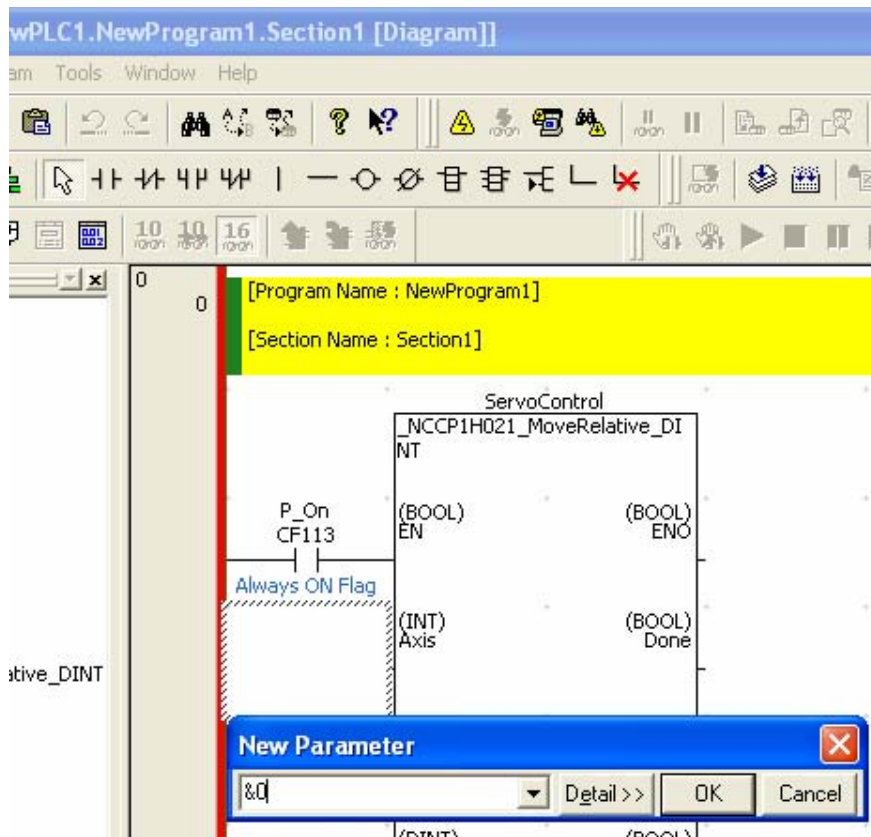 wPLC1.NewProgram1.Section1 [Diagram]]
am Tools Window Help
10 10 16
0
0
[Program Name : NewProgram1]
[Section Name : Section1]
ServoControl
_NCCP1H021_MoveRelative_DI
NT
P_On
CF113
(BOOL)
EN
(BOOL)
ENO
Always ON Flag
(INT)
Axis
(BOOL)
Done
ative_DINT
New Parameter
&0
Detail >>
OK
Cancel
(DINT)
(BOOL)